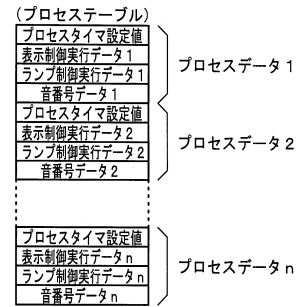 (プロセステーブル)
プロセスタイマ設定値
表示制御実行データ1
ランプ制御実行データ1
音番号データ1
プロセスデータ1
プロセスタイマ設定値
表示制御実行データ2
ランプ制御実行データ2
音番号データ2
プロセスデータ2
プロセスタイマ設定値
表示制御実行データn
ランプ制御実行データn
音番号データn
プロセスデータn